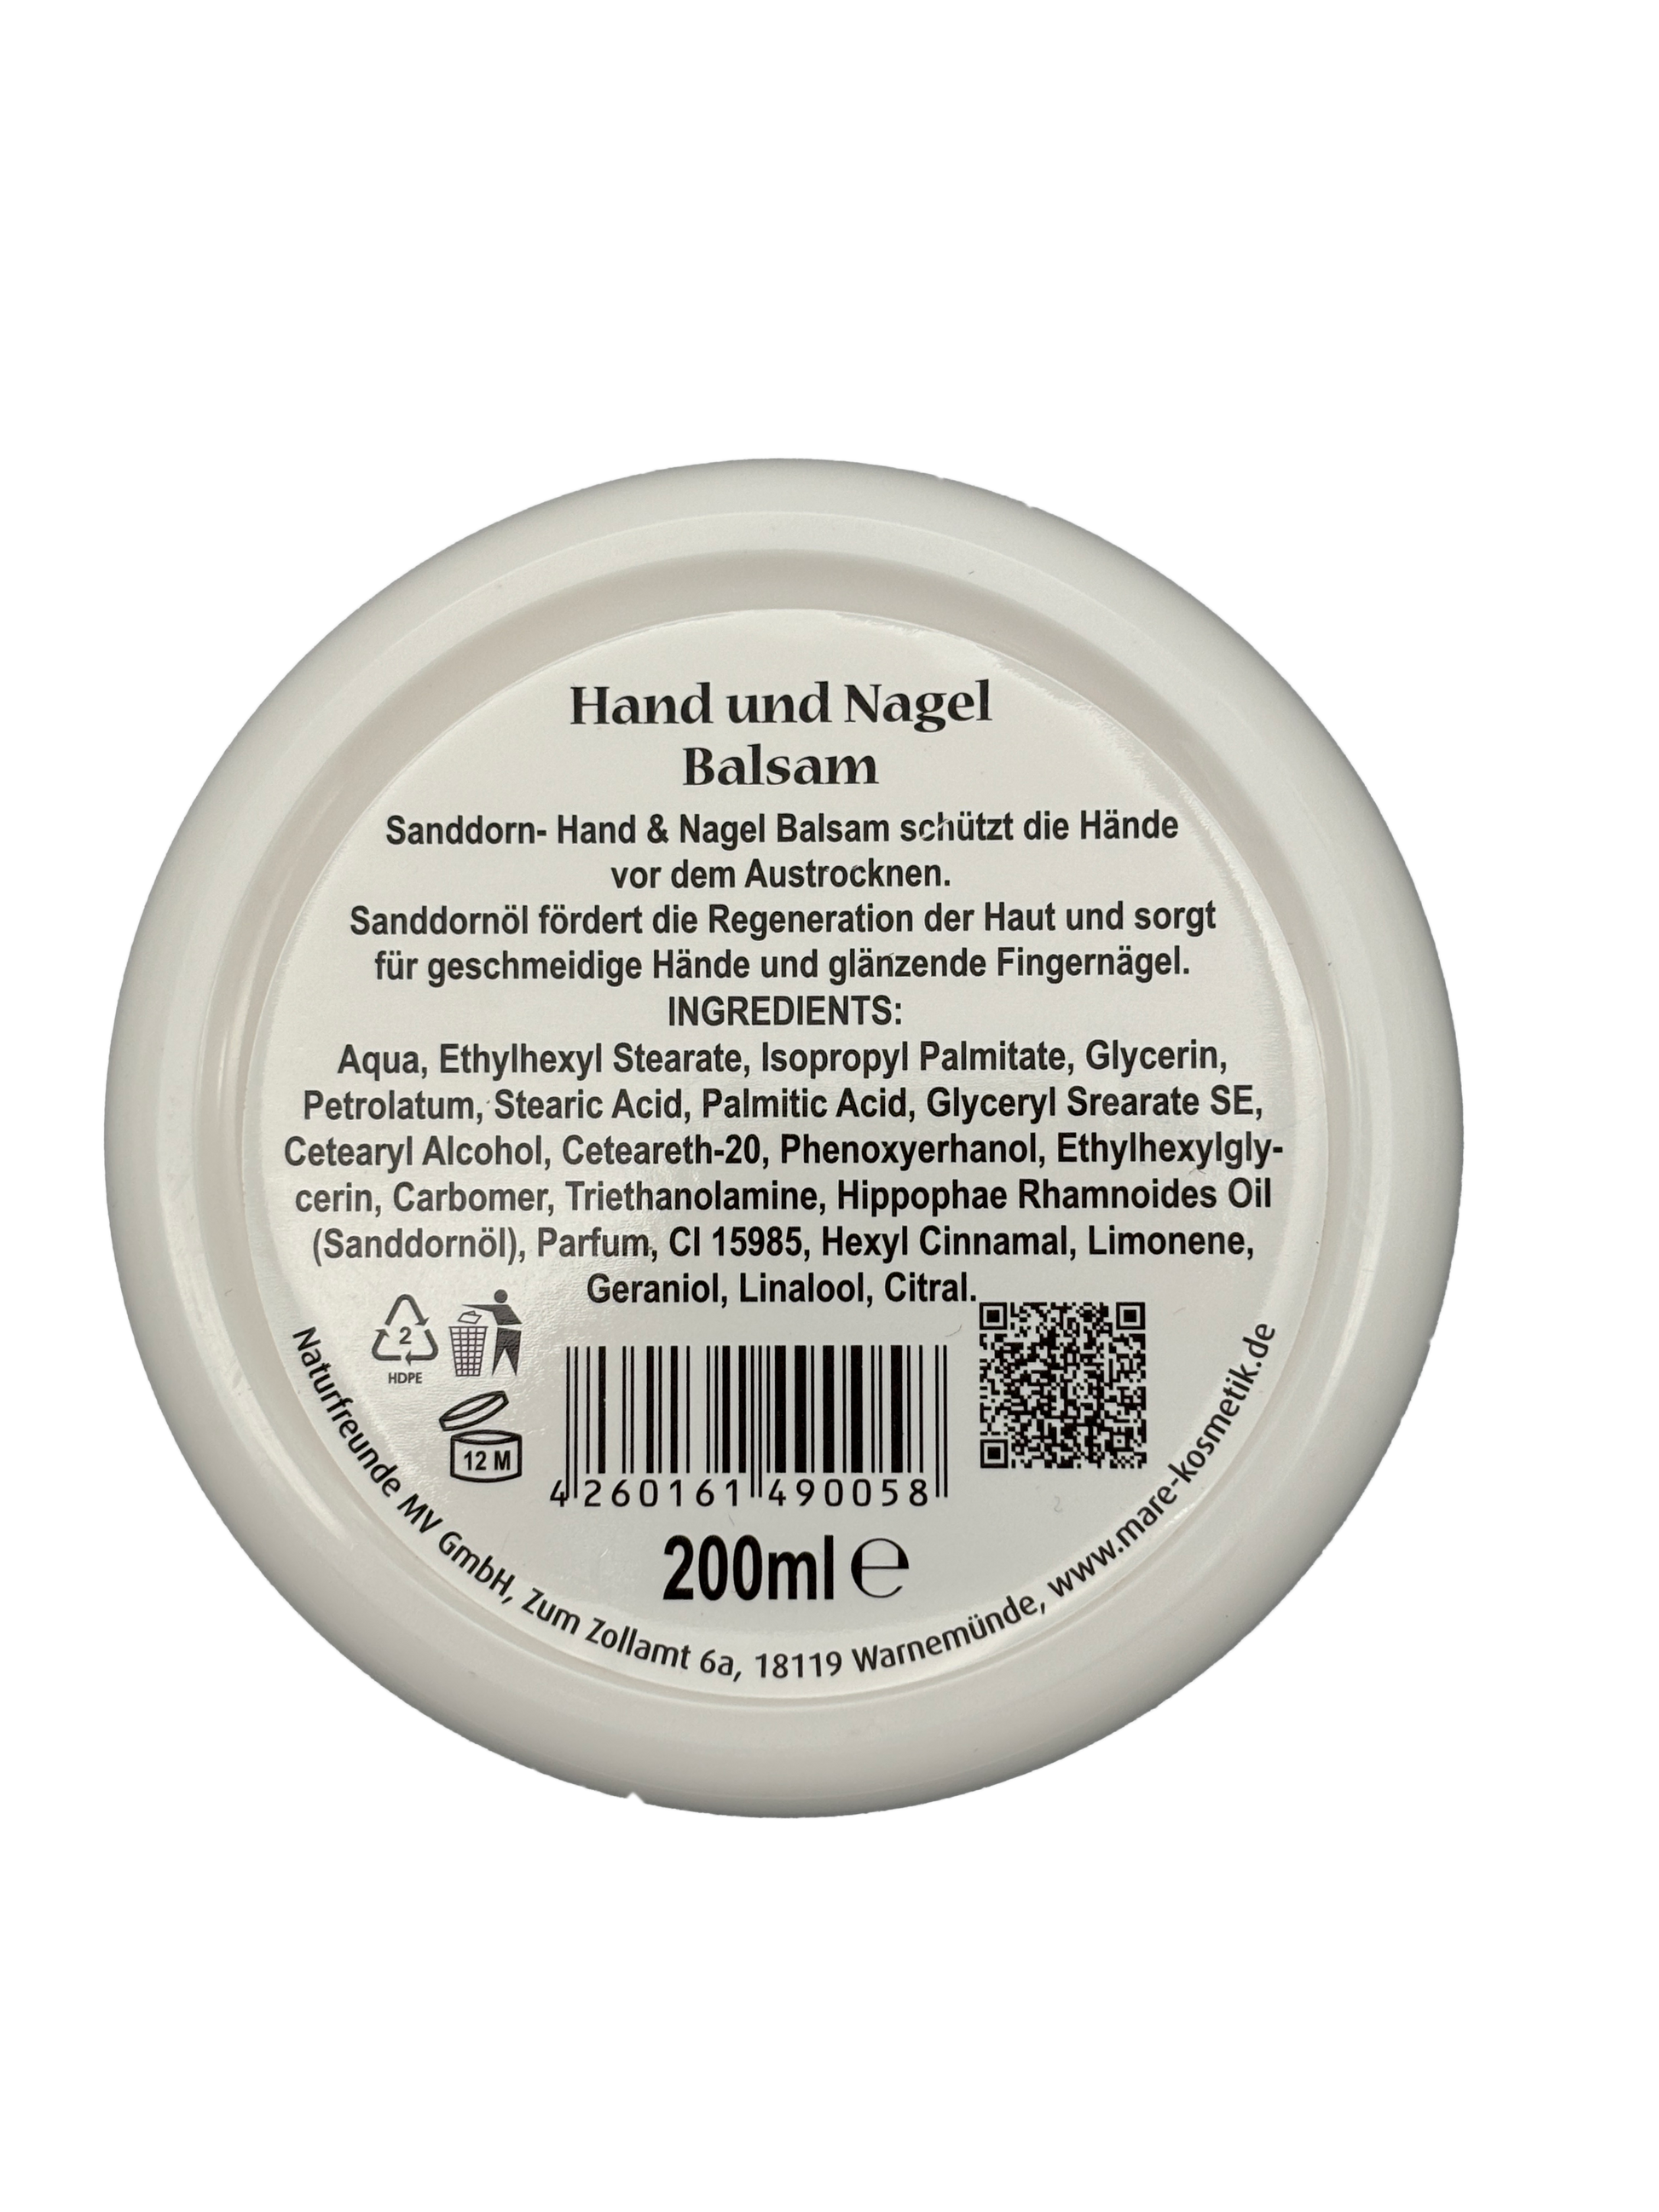 Hand und Nagel
Balsam
Sanddorn- Hand & Nagel Balsam schützt die Hände
vor dem Austrocknen.
Sanddornöl fördert die Regeneration der Haut und sorgt
für geschmeidige Hände und glänzende Fingernägel.
INGREDIENTS:
Aqua, Ethylhexyl Stearate, Isopropyl Palmitate, Glycerin,
Petrolatum, Stearic Acid, Palmitic Acid, Glyceryl Srearate SE,
Cetearyl Alcohol, Ceteareth-20, Phenoxyerhanol, Ethylhexylgly-
cerin, Carbomer, Triethanolamine, Hippophae Rhamnoides Oil
(Sanddornöl), Parfum, CI 15985, Hexyl Cinnamal, Limonene,
Geraniol, Linalool, Citral.
2
HDPE
12 M
4 260161 490058
200ml e
Naturfreunde MV GmbH, Zum Zollamt 6a, 18119 Warnemünde, www.mare-kosmetik.de